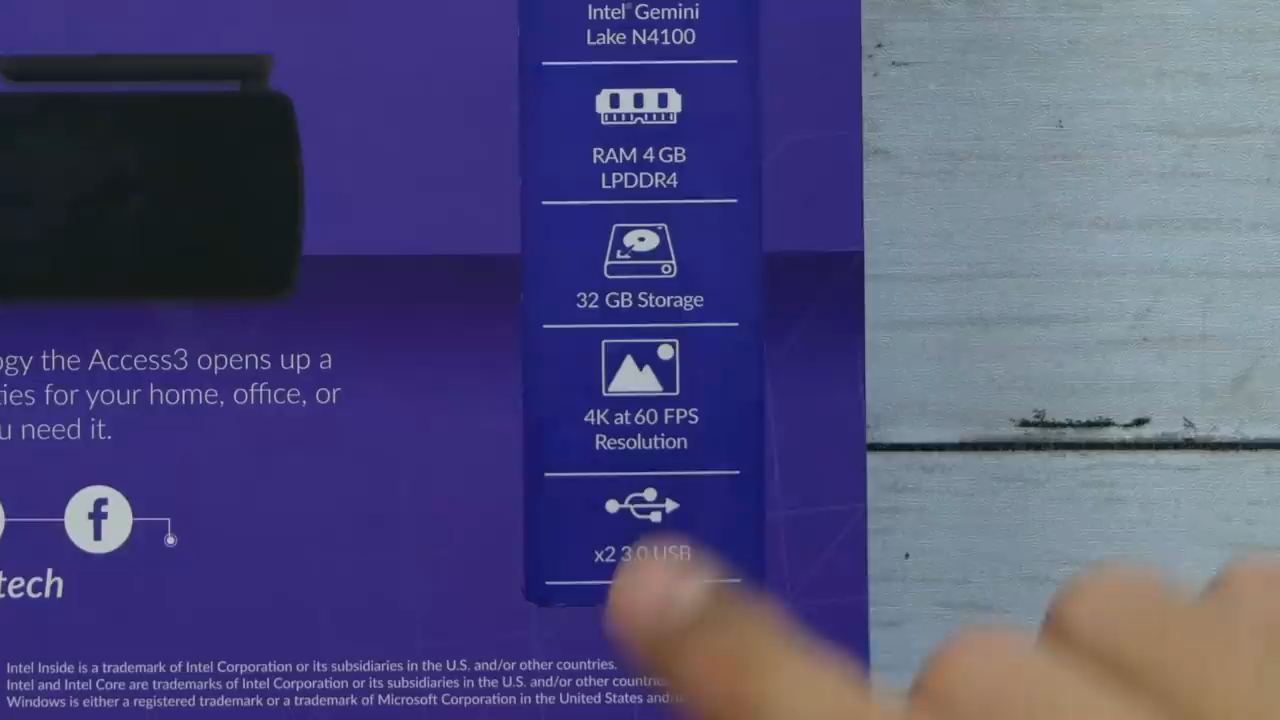 Intel® Gemini
Lake N4100
RAM 4 GB
LPDDR4
32 GB Storage
4K at 60 FPS
Resolution
x2 3.0 USB
ogy the Access3 opens up a
ties for your home, office, or
u need it.
f
tech
Intel Inside is a trademark of Intel Corporation or its subsidiaries in the U.S. and/or other countries.
Intel and Intel Core are trademarks of Intel Corporation or its subsidiaries in the U.S. and/or other countrie
Windows is either a registered trademark or a trademark of Microsoft Corporation in the United States and/